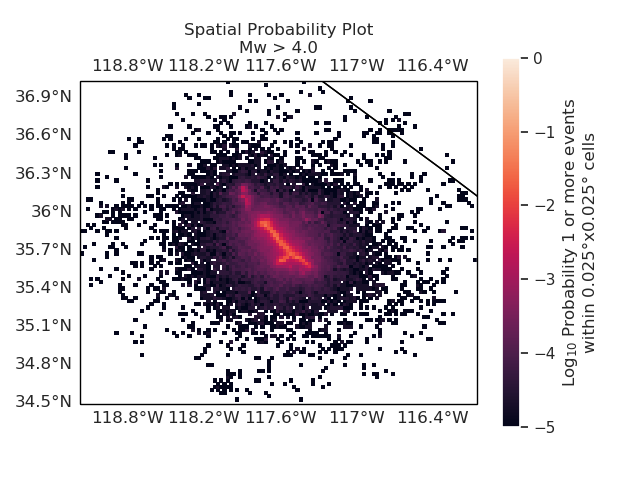 Spatial Probability Plot
Mw > 4.0
118.8°W 118.2°W 117.6°W 117°W 116.4°W
36.9°N
36.6°N
36.3°N
36°N
35.7°N
35.4°N
35.1°N
34.8°N
34.5°N
118.8°W 118.2°W 117.6°W 117°W 116.4°W
0
−1
−2
−3
−4
−5
Log₁₀ Probability 1 or more events
within 0.025°x0.025° cells